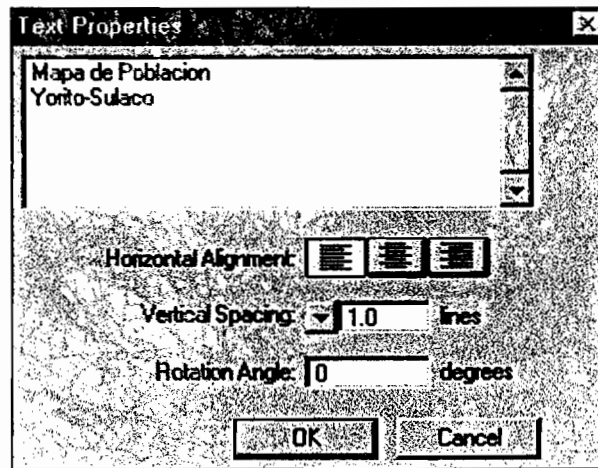 Text Properties
Mapa de Poblacion
Yorito-Sulaco
Horizontal Alignment:
Vertical Spacing: 1.0 lines
Rotation Angle: 0 degrees
OK Cancel